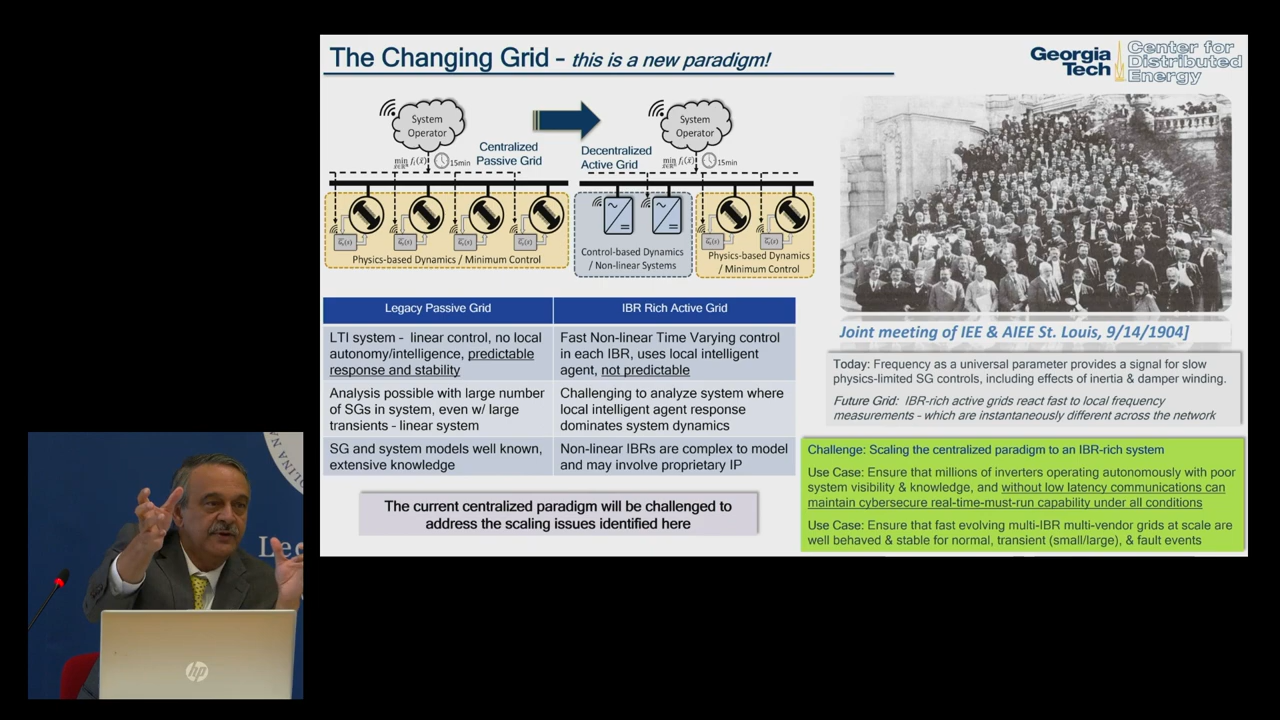 The Changing Grid – this is a new paradigm!
Georgia
Tech
Center for
Distributed
Energy
System
Operator
15min
Centralized
Passive Grid
Physics-based Dynamics / Minimum Control
Decentralized
Active Grid
System
Operator
15min
Control-based Dynamics
/ Non-linear Systems
Physics-based Dynamics
/ Minimum Control
Legacy Passive Grid
IBR Rich Active Grid
LTI system - linear control, no local
autonomy/intelligence, predictable
response and stability
Fast Non-linear Time Varying control
in each IBR, uses local intelligent
agent, not predictable
Analysis possible with large number
of SGs in system, even w/ large
transients - linear system
Challenging to analyze system where
local intelligent agent response
dominates system dynamics
SG and system models well known,
extensive knowledge
Non-linear IBRs are complex to model
and may involve proprietary IP
The current centralized paradigm will be challenged to
address the scaling issues identified here
Joint meeting of IEE & AIEE St. Louis, 9/14/1904]
Today: Frequency as a universal parameter provides a signal for slow
physics-limited SG controls, including effects of inertia & damper winding.
Future Grid: IBR-rich active grids react fast to local frequency
measurements - which are instantaneously different across the network
Challenge: Scaling the centralized paradigm to an IBR-rich system
Use Case: Ensure that millions of inverters operating autonomously with poor
system visibility & knowledge, and without low latency communications can
maintain cybersecure real-time-must-run capability under all conditions
Use Case: Ensure that fast evolving multi-IBR multi-vendor grids at scale are
well behaved & stable for normal, transient (small/large), & fault events
Lec
hp